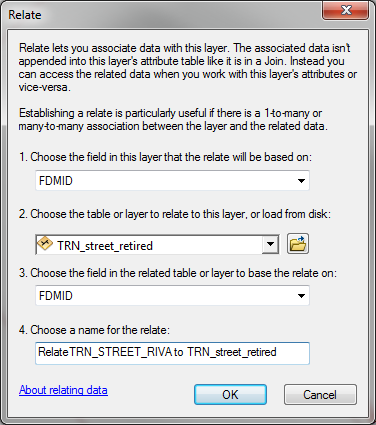 Relate
Relate lets you associate data with this layer. The associated data isn't
appended into this layer's attribute table like it is in a Join. Instead you
can access the related data when you work with this layer's attributes or
vice-versa.
Establishing a relate is particularly useful if there is a 1-to-many or
many-to-many association between the layer and the related data.
1. Choose the field in this layer that the relate will be based on:
FDMID
2. Choose the table or layer to relate to this layer, or load from disk:
TRN_street_retired
3. Choose the field in the related table or layer to base the relate on:
FDMID
4. Choose a name for the relate:
RelateTRN_STREET_RIVA to TRN_street_retired
About relating data
OK
Cancel